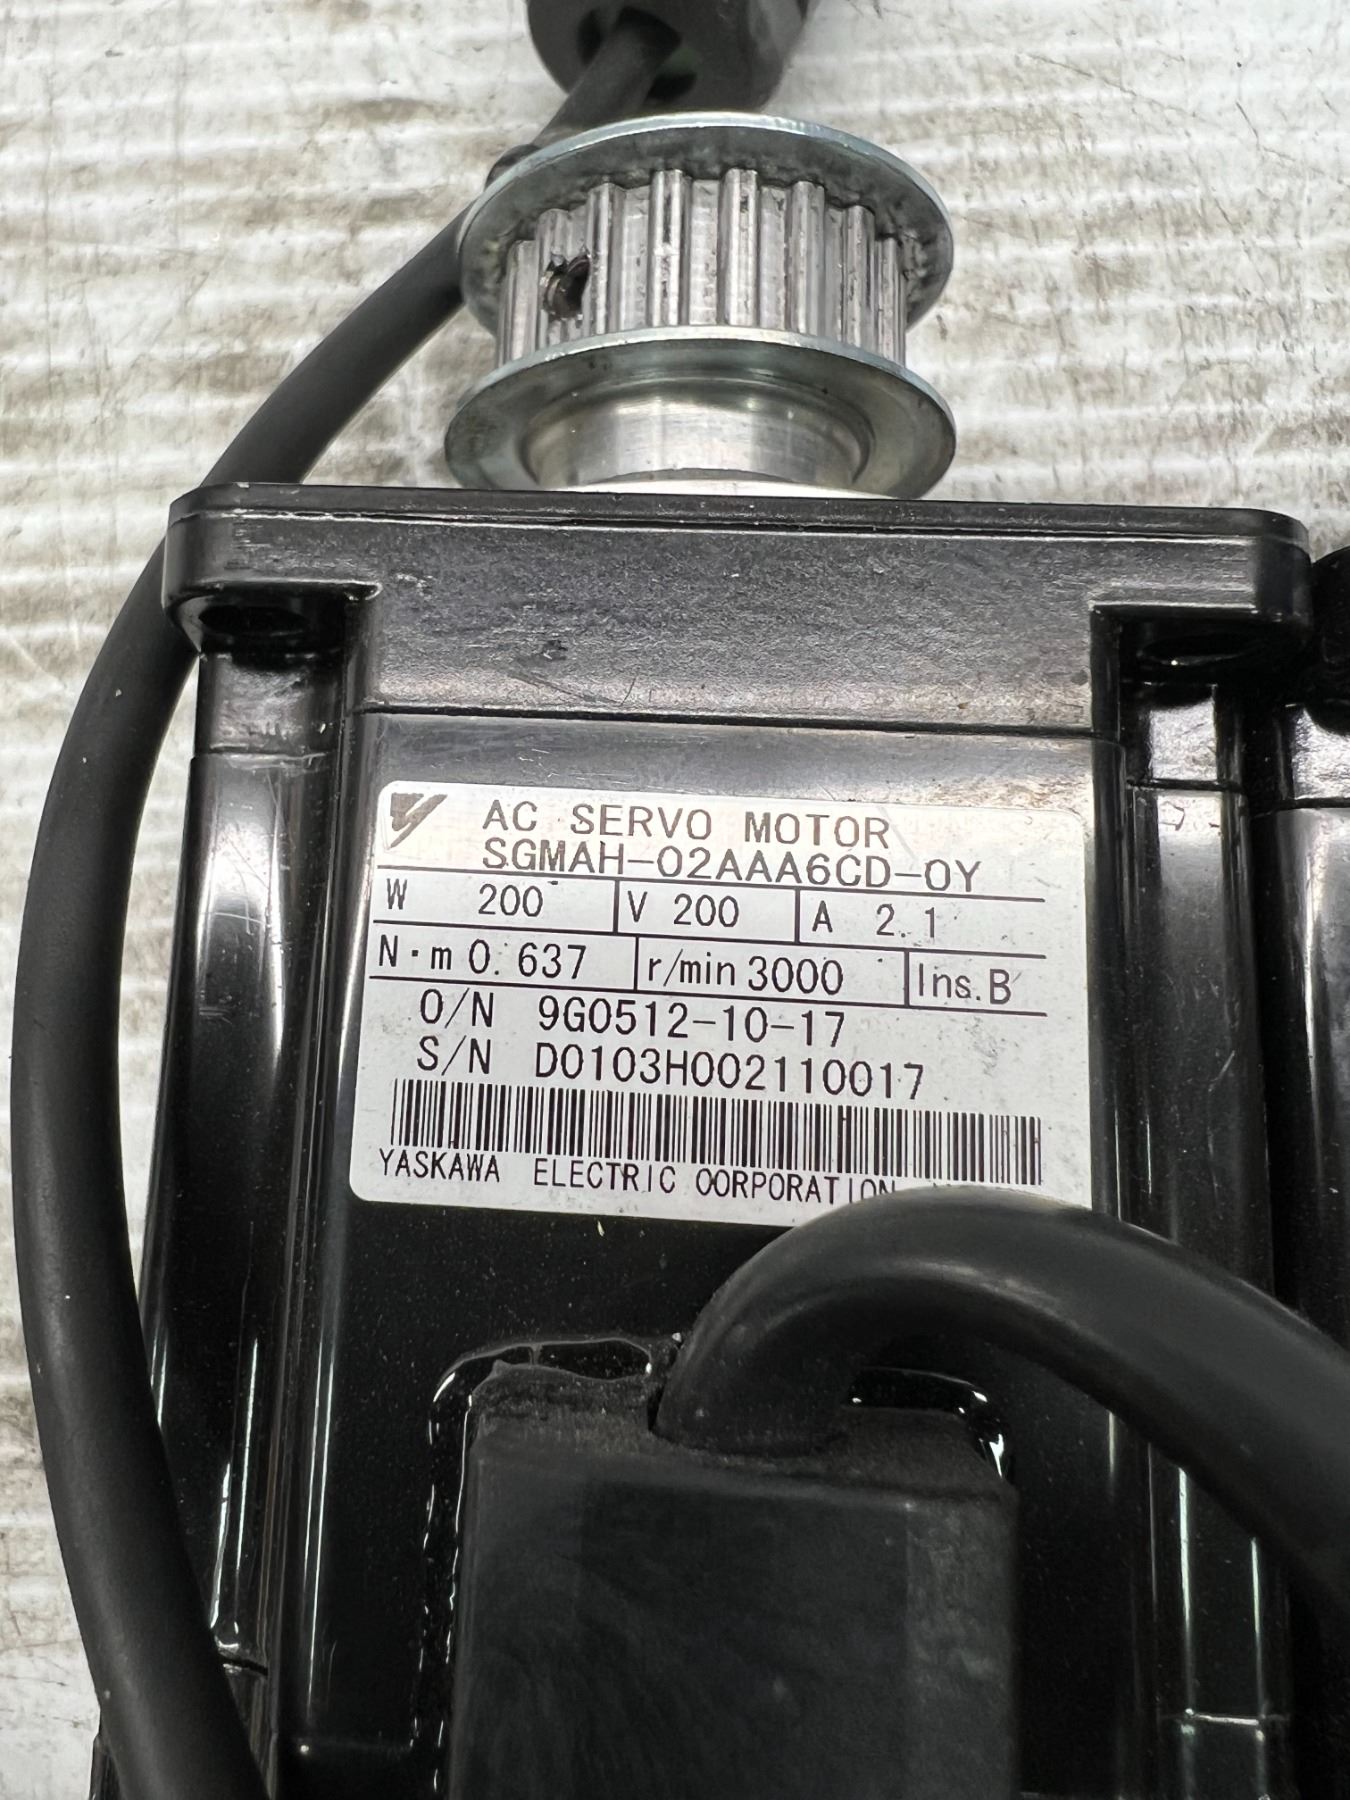 AC SERVO MOTOR
SGMAH-02AAA6CD-0Y
W 200 V 200 A 2.1
N·m 0.637 r/min 3000 Ins.B
O/N 9G0512-10-17
S/N D0103H002110017
YASKAWA ELECTRIC CORPORATION